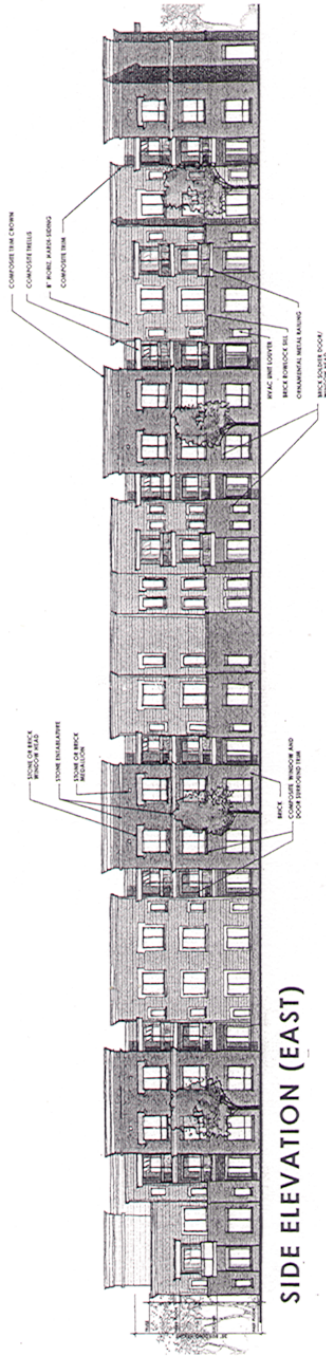 STONE OR BRICK
WINDOW HEAD
STONE ENTABLATURE
STONE OR BRICK
MEDALLION
COMPOSITE TRIM CROWN
COMPOSITE TRELLIS
8" HORIZ. HARDI-SIDING
COMPOSITE TRIM
BRICK
COMPOSITE WINDOW AND
DOOR SURROUND TRIM
HVAC UNIT LOUVER
BRICK ROWLOCK SILL
ORNAMENTAL METAL RAILING
BRICK SOLDIER DOOR/
SIDE ELEVATION (EAST)